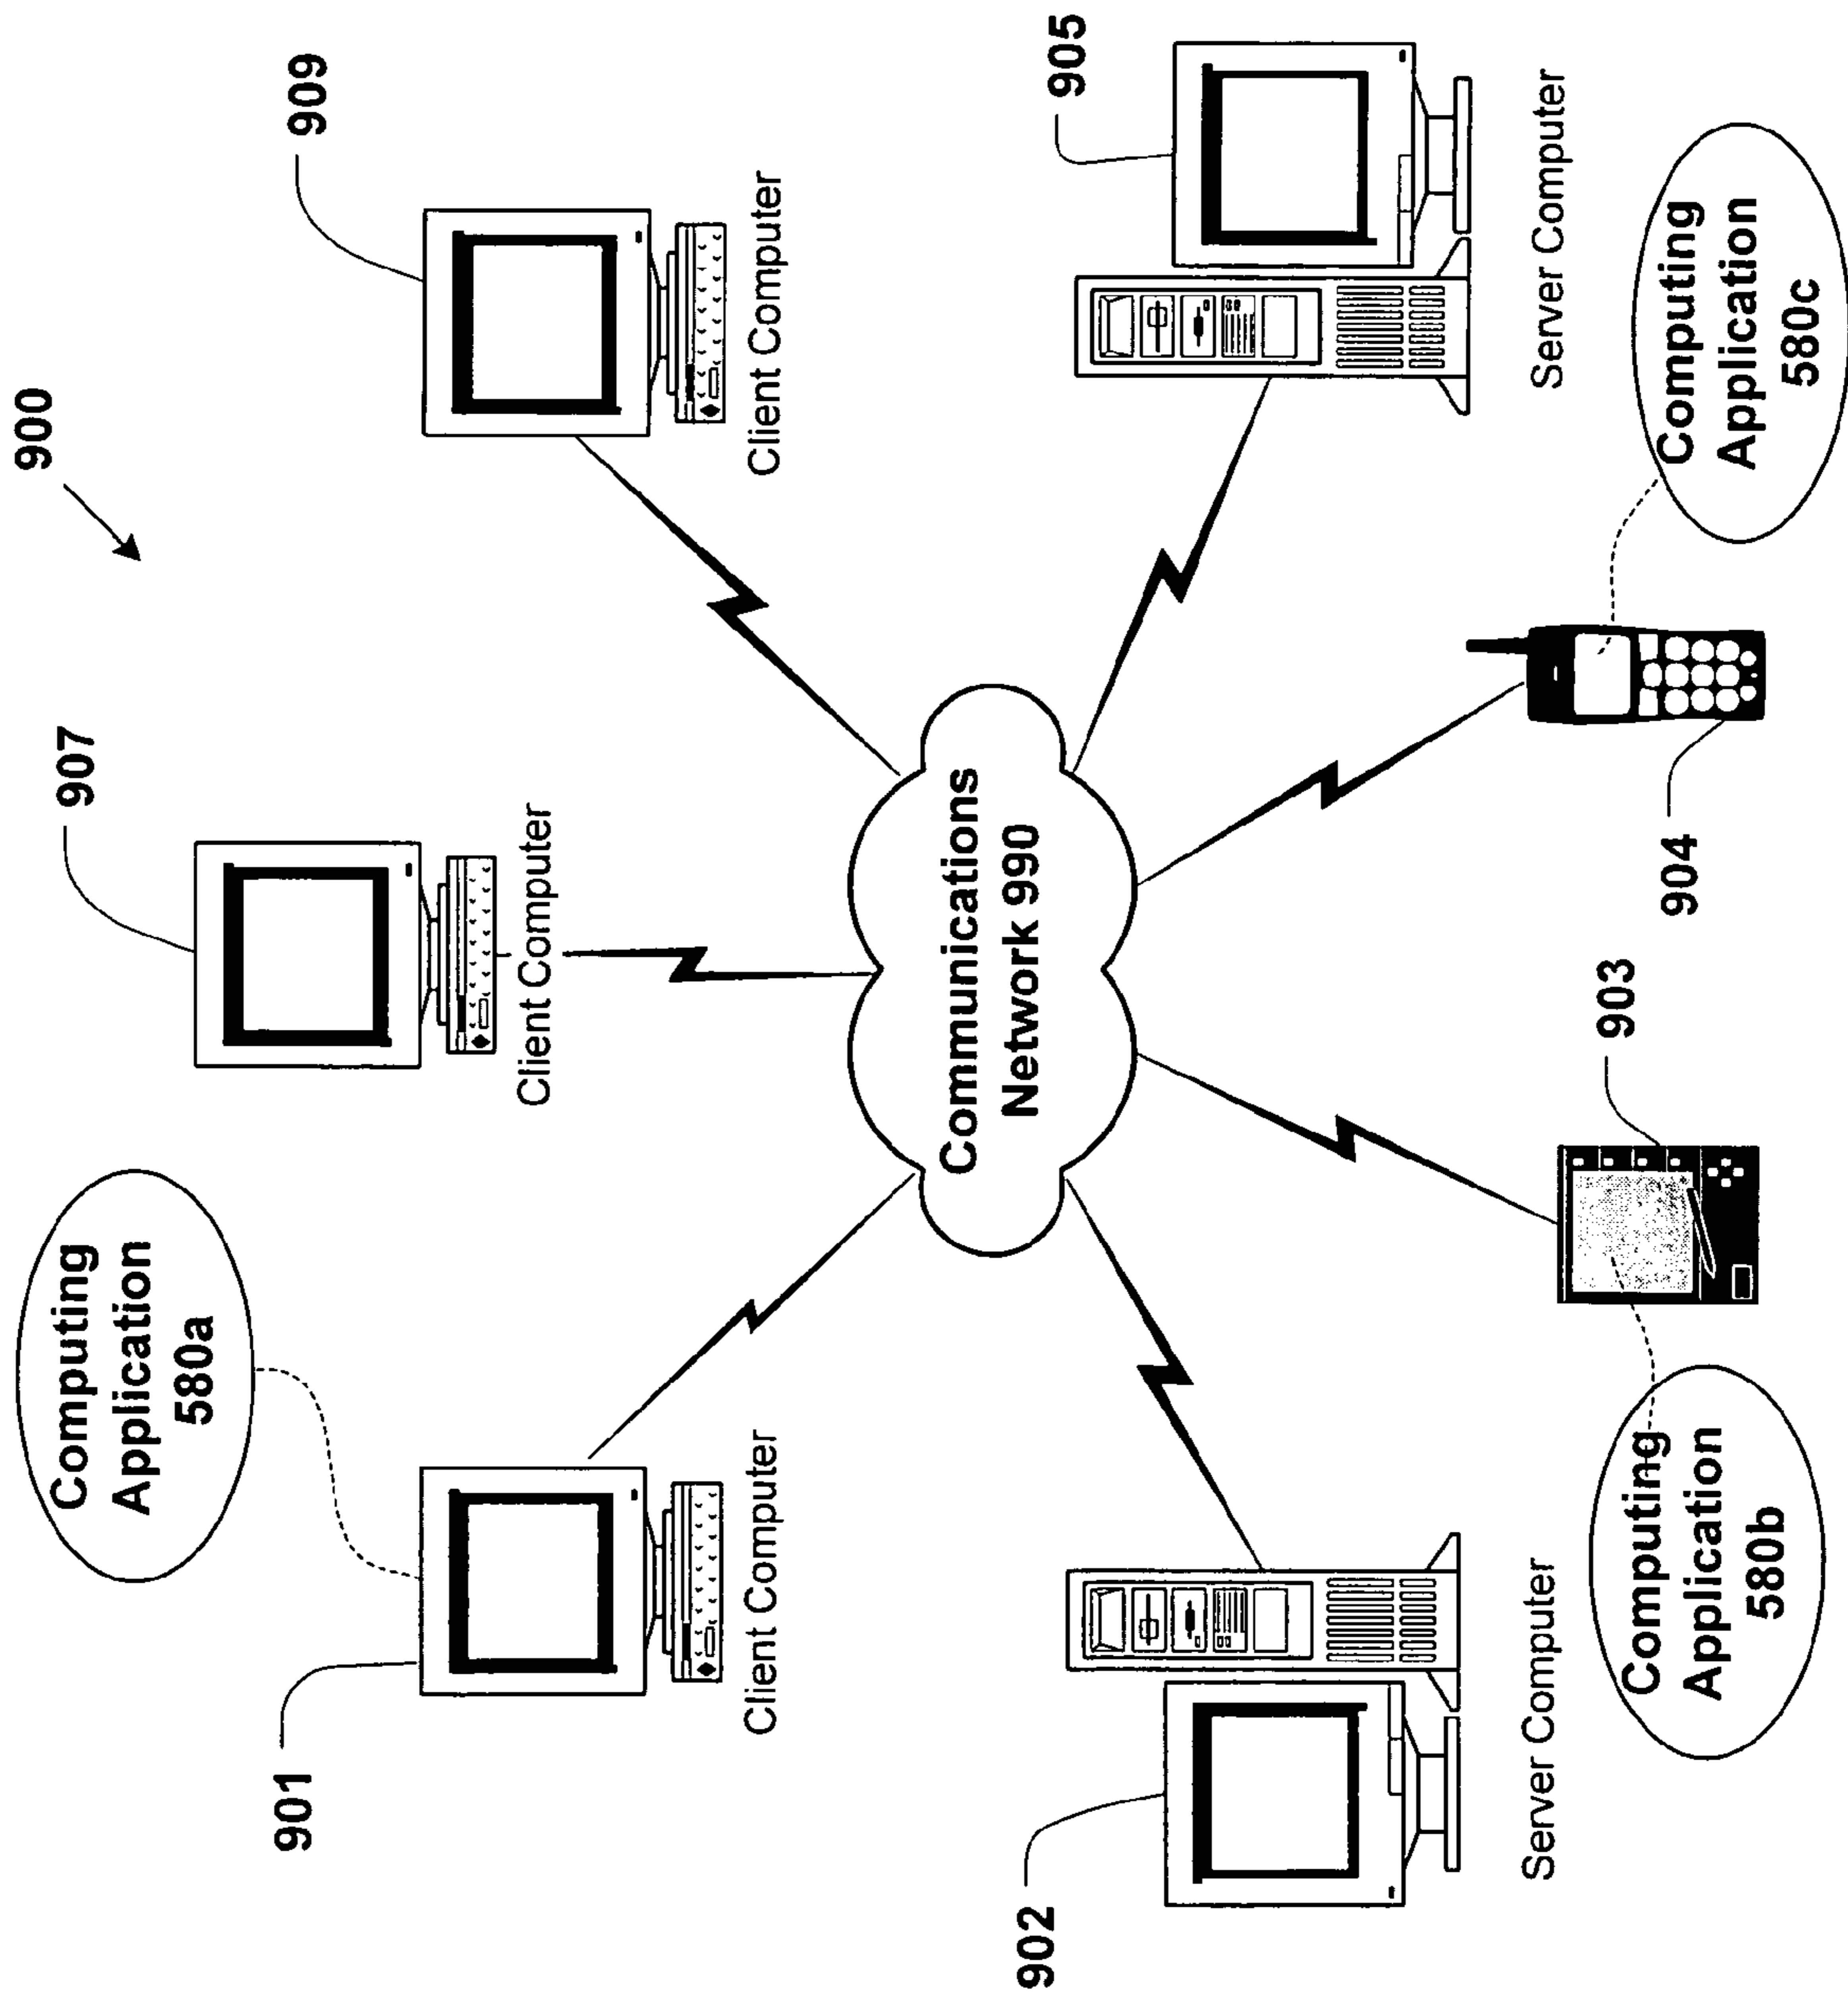 900
Computing
Application
580a
907
909
901
Client Computer
Client Computer
Client Computer
Communications
Network 990
902
905
Server Computer
Server Computer
903
904
Computing
Application
580b
Computing
Application
580c